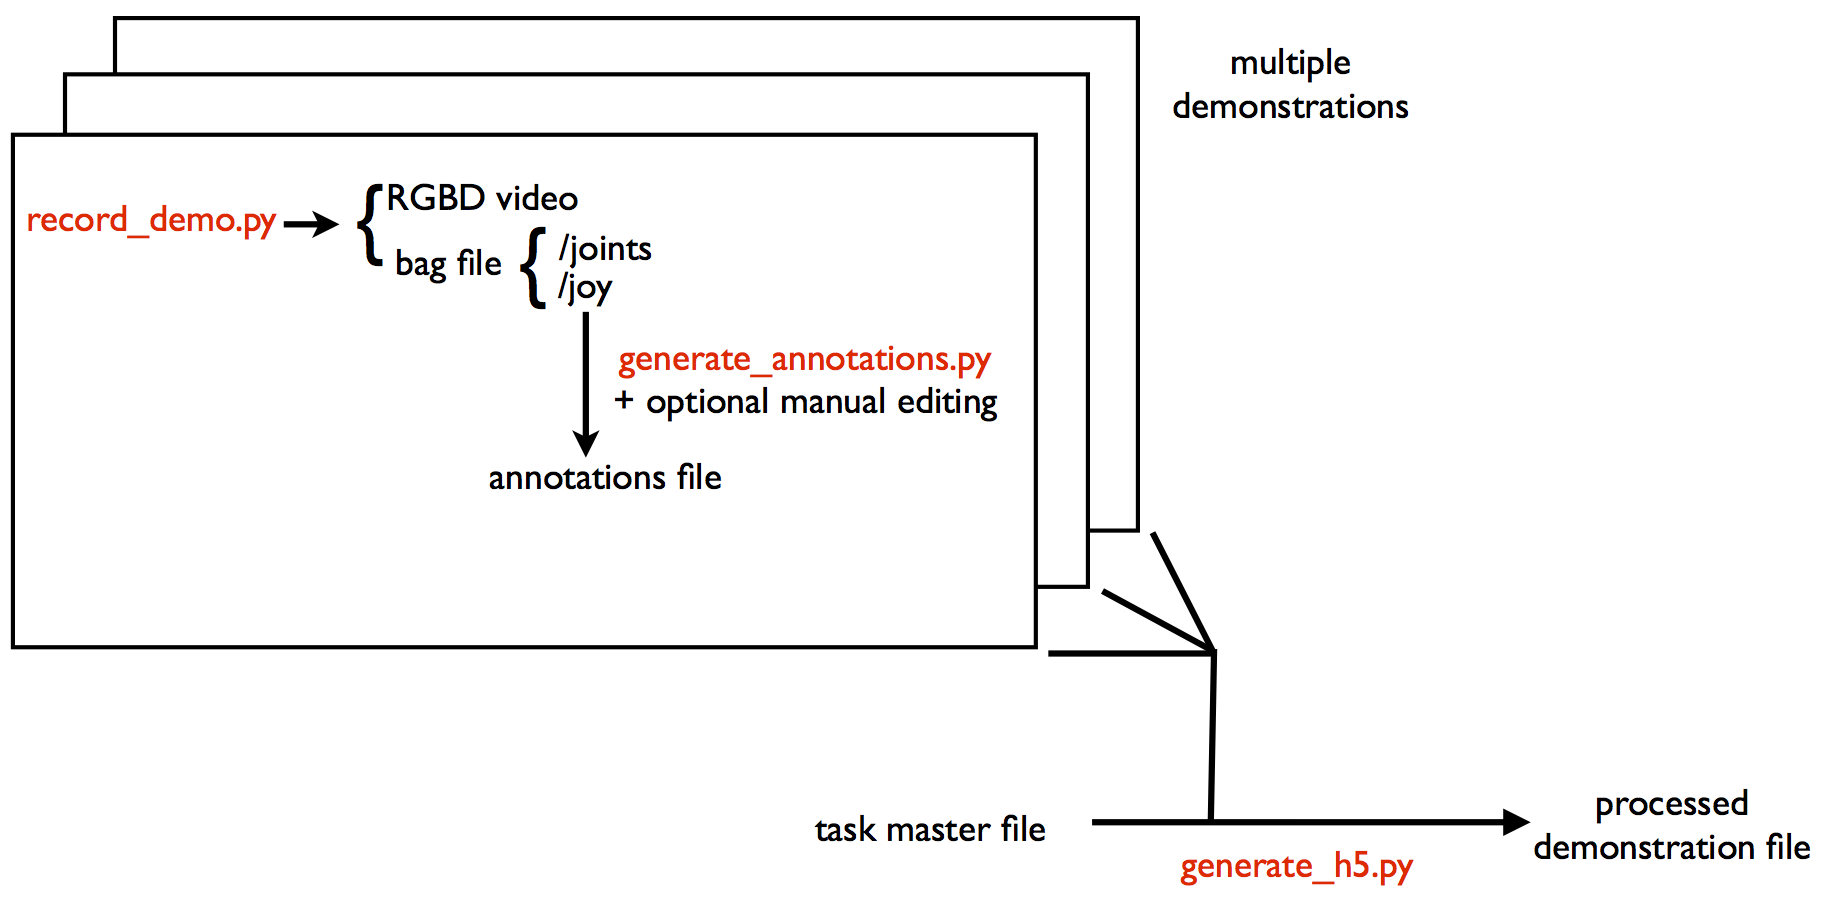 multiple
demonstrations
record_demo.py
RGBD video
bag file
/joints
/joy
generate_annotations.py
+ optional manual editing
annotations file
task master file
generate_h5.py
processed
demonstration file